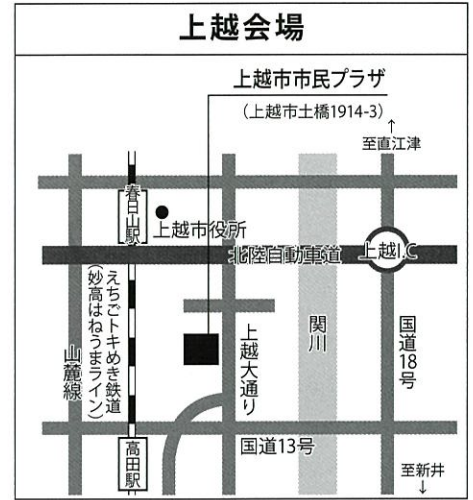 上越会場
上越市市民プラザ
(上越市土橋1914-3)
↑
至直江津
春日山駅
上越市役所
北陸自動車道
上越I.C
えちごトキめき鉄道
(妙高はねうまライン)
山麓線
上越大通り
関川
国道18号
国道13号
高田駅
至新井
↓